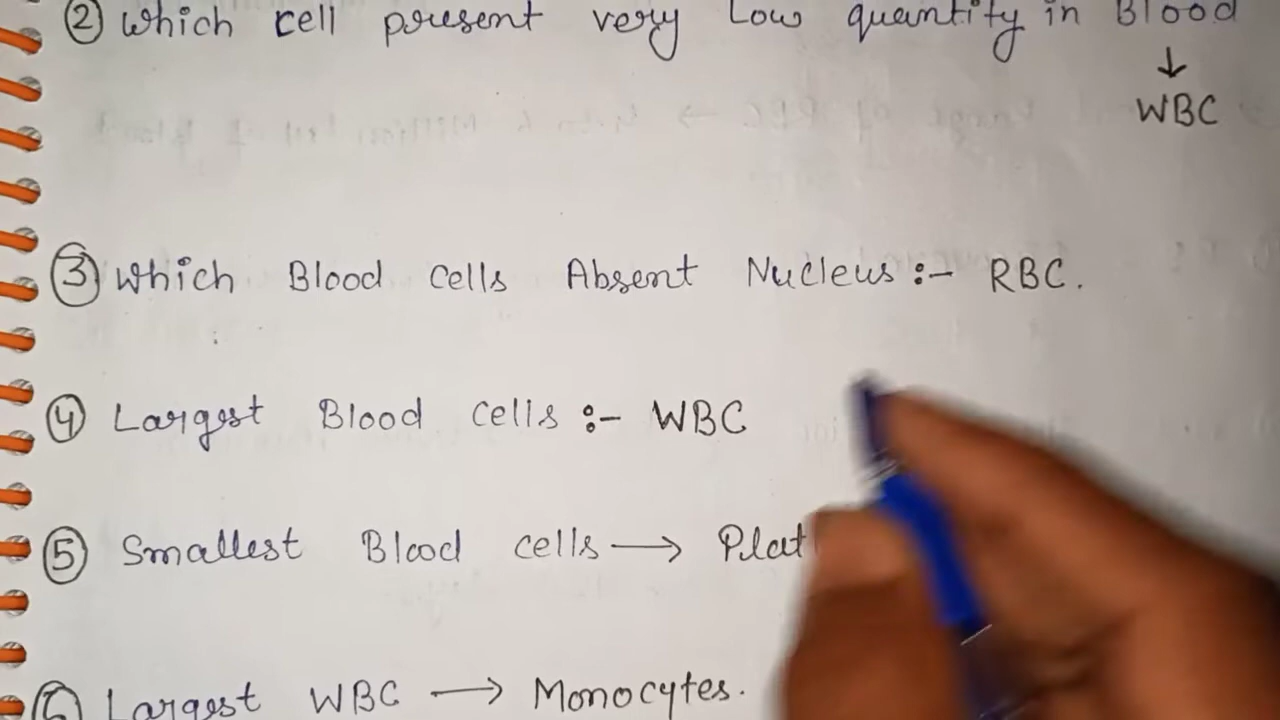 ② Which cell present very Low quantity in Blood
↓
WBC
③ Which Blood cells Absent Nucleus :- RBC.
④ Largest Blood cells :- WBC
⑤ Smallest Blood cells → Plat
⑥ Largest WBC → Monocytes.